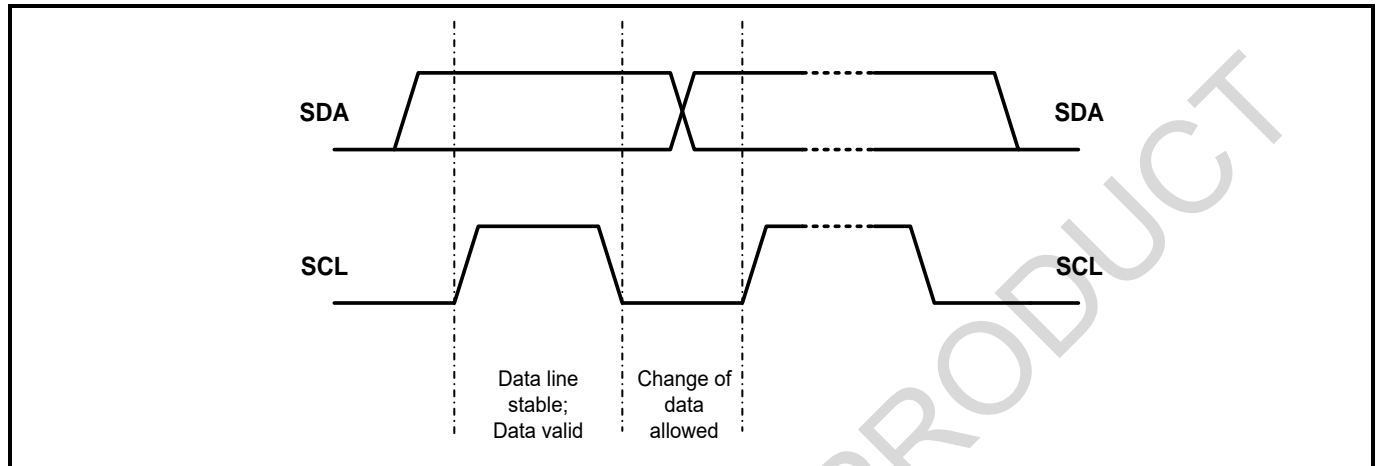 SDA
SDA
SCL
SCL
Data line
stable;
Data valid
Change of
data
allowed
PRODUCT